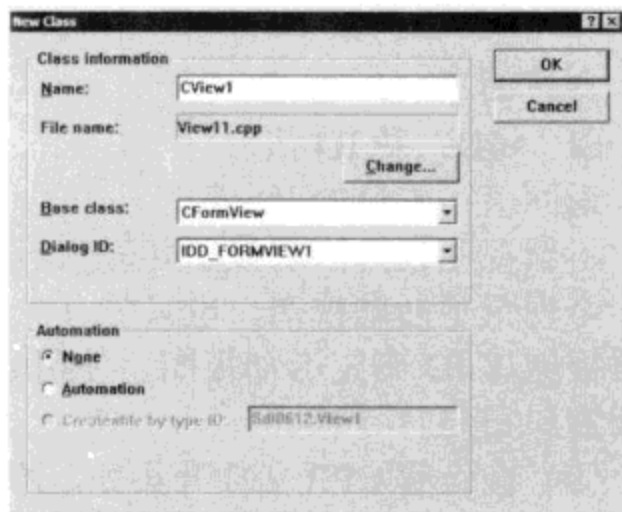 New Class
Class information
Name: CView1
File name: View11.cpp
Change...
Base class: CFormView
Dialog ID: IDD_FORMVIEW1
OK
Cancel
Automation
None
Automation
Createable by type ID: